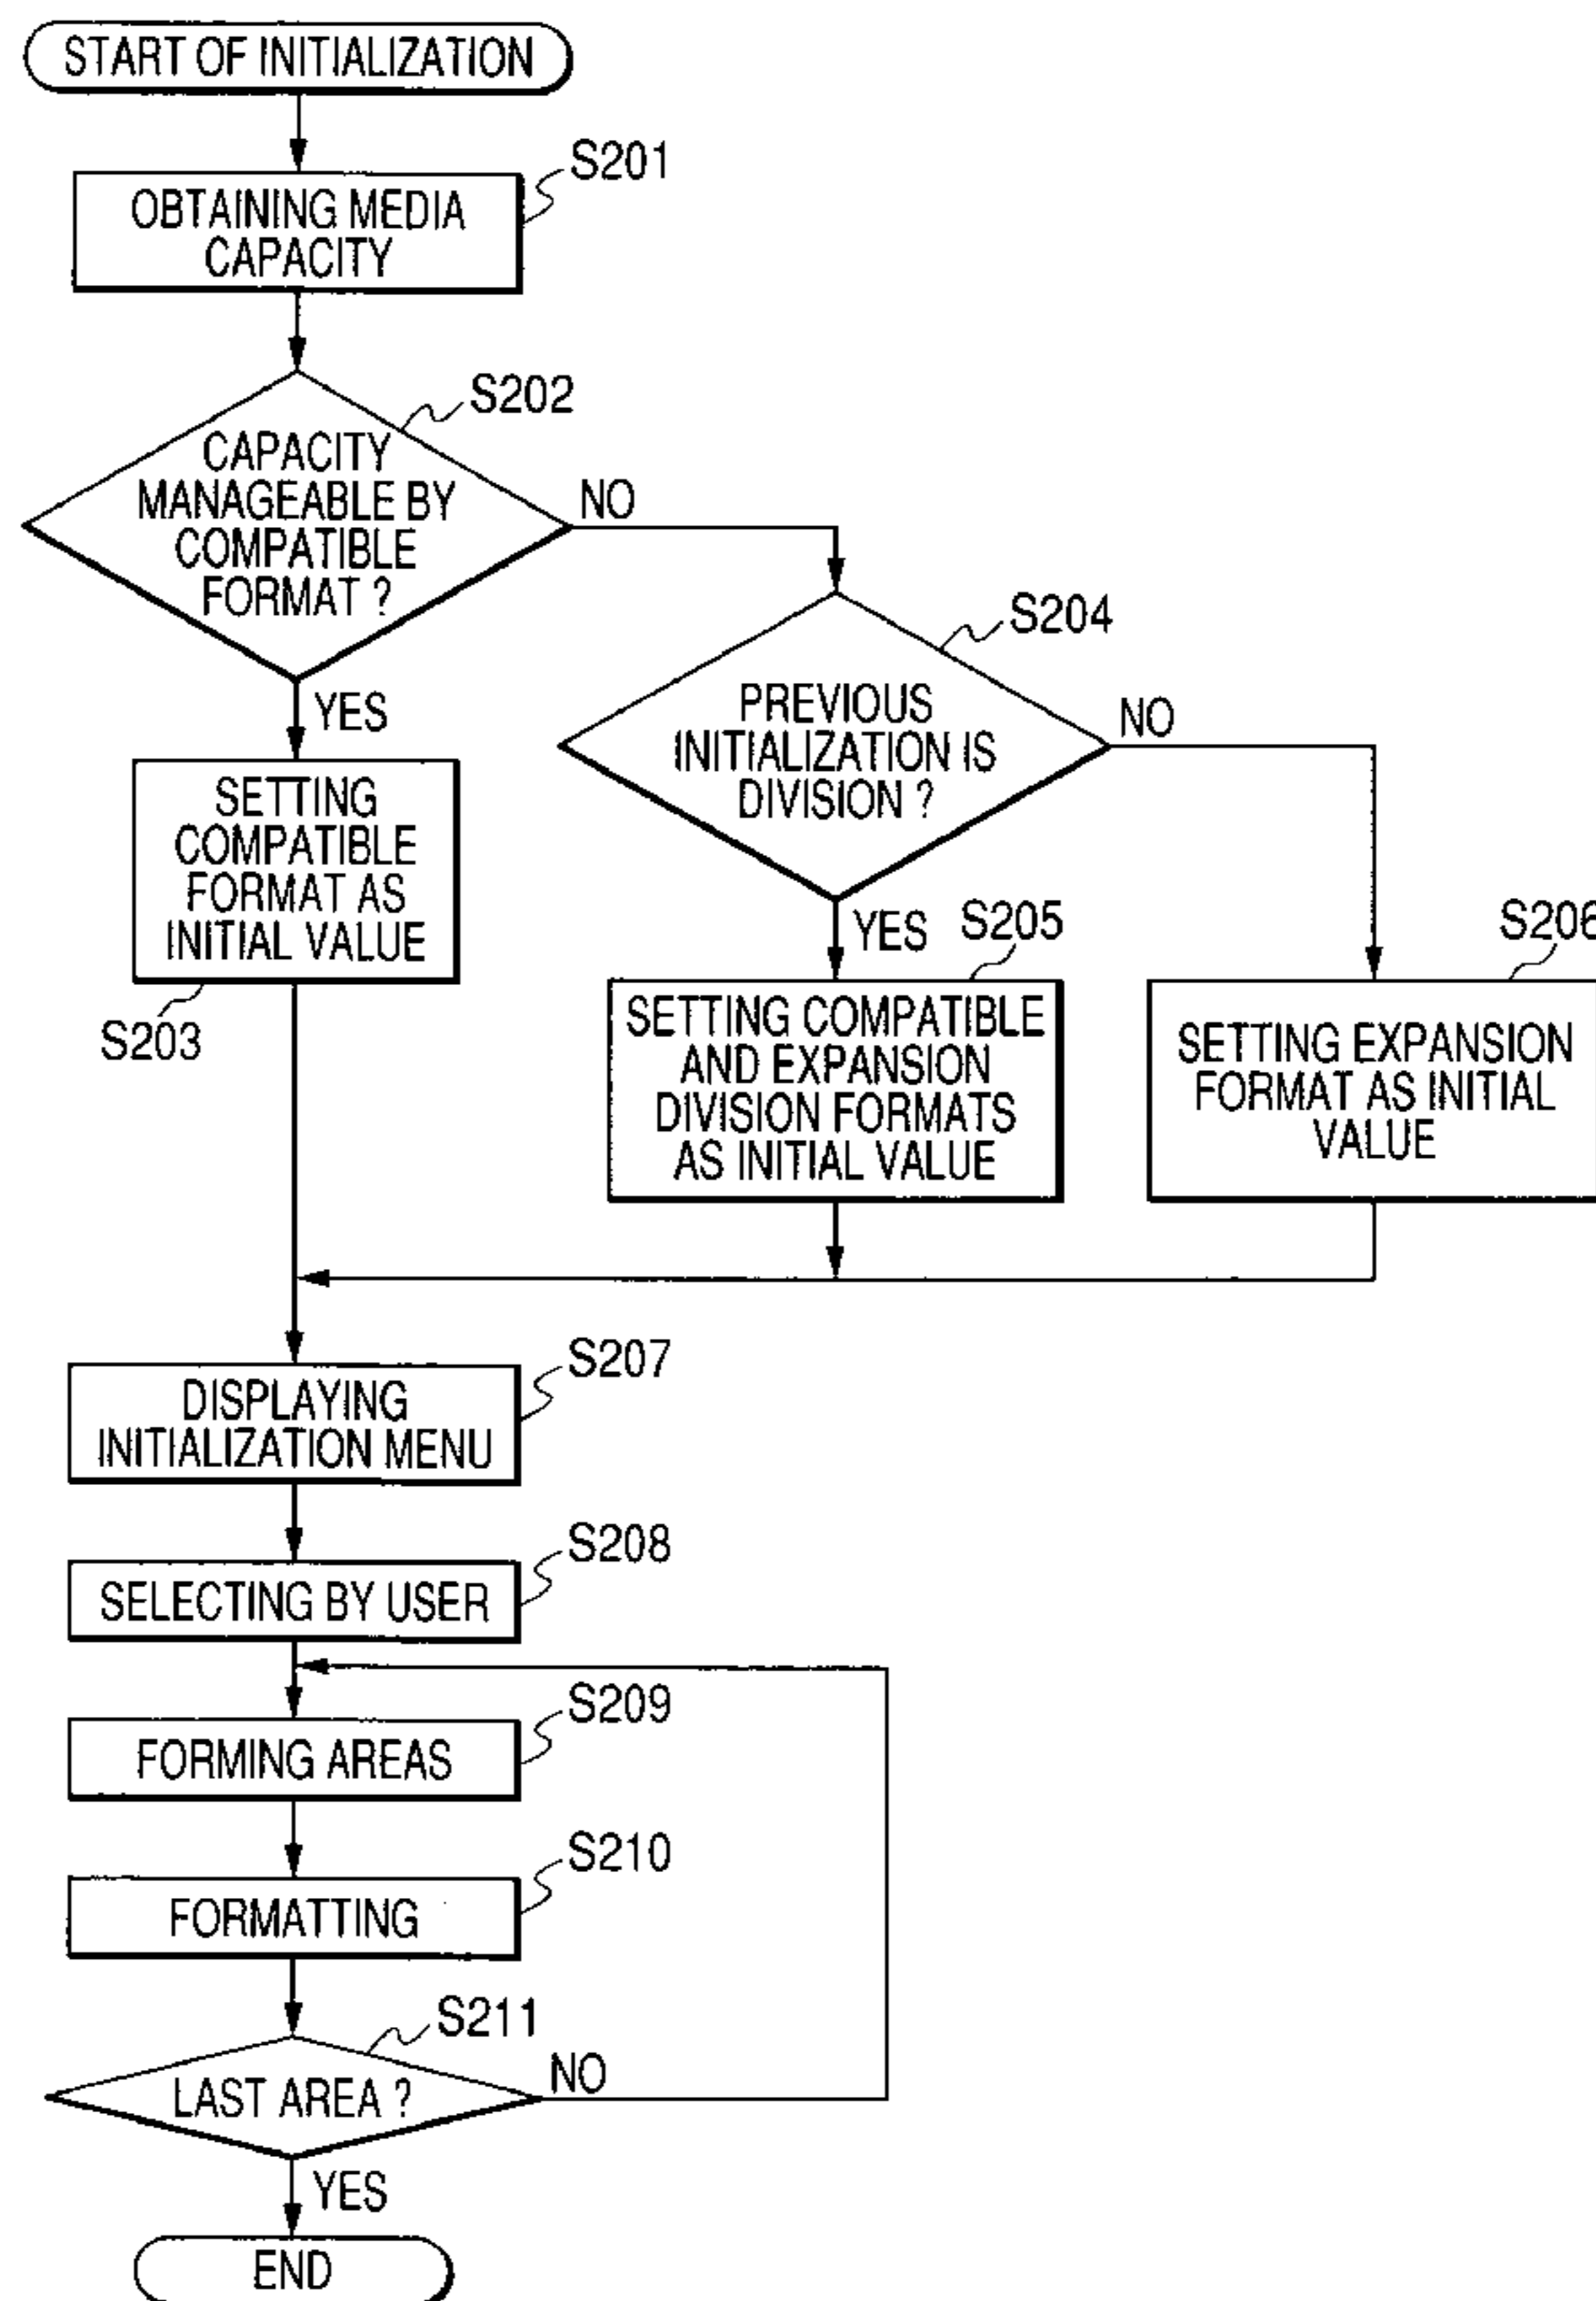 START OF INITIALIZATION
S201
OBTAINING MEDIA
CAPACITY
S202
CAPACITY
MANAGEABLE BY
COMPATIBLE
FORMAT ?
NO
YES
S204
PREVIOUS
INITIALIZATION IS
DIVISION ?
NO
YES
SETTING
COMPATIBLE
FORMAT AS
INITIAL VALUE
S203
S205
SETTING COMPATIBLE
AND EXPANSION
DIVISION FORMATS
AS INITIAL VALUE
S206
SETTING EXPANSION
FORMAT AS INITIAL
VALUE
S207
DISPLAYING
INITIALIZATION MENU
S208
SELECTING BY USER
S209
FORMING AREAS
S210
FORMATTING
S211
LAST AREA ?
NO
YES
END